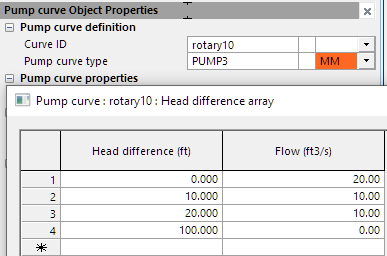 Pump curve Object Properties
Pump curve definition
Curve ID rotary10
Pump curve type PUMP3 MM
Pump curve properties
Pump curve : rotary10 : Head difference array
Head difference (ft) Flow (ft3/s)
1 0.000 20.00
2 10.000 10.00
3 20.000 10.00
4 100.000 0.00